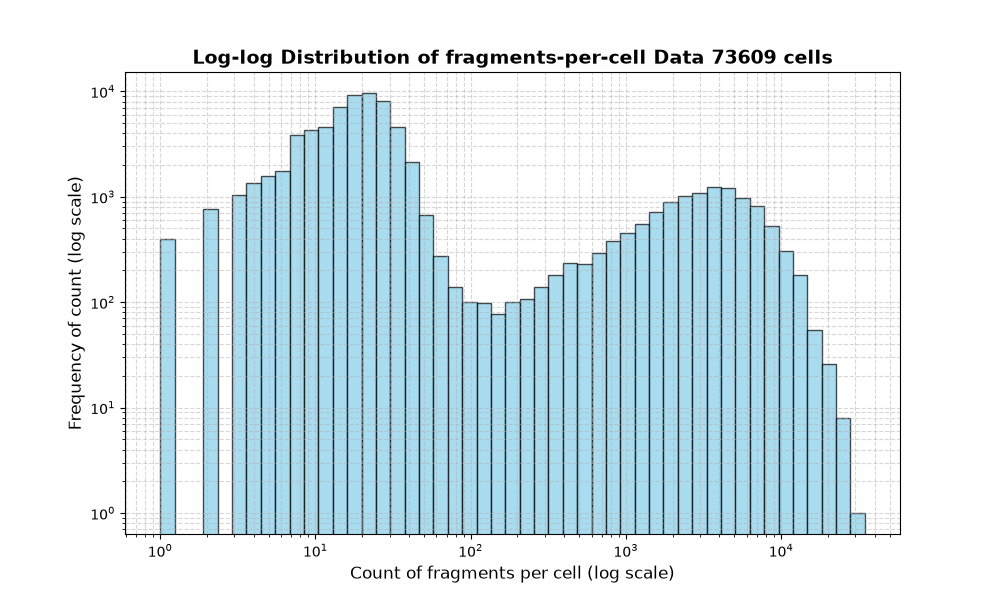 Log-log Distribution of fragments-per-cell Data 73609 cells
Frequency of count (log scale)
10⁴
10³
10²
10¹
10⁰
10⁰ 10¹ 10² 10³ 10⁴
Count of fragments per cell (log scale)